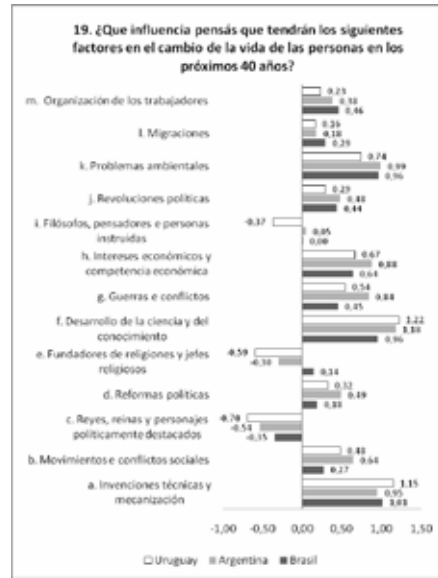 19. ¿Que influencia pensás que tendrán los siguientes
factores en el cambio de la vida de las personas en los
próximos 40 años?
m. Organización de los trabajadores
0,23
0,38
0,46
l. Migraciones
0,16
0,18
0,29
k. Problemas ambientales
0,74
0,99
0,96
j. Revoluciones políticas
0,29
0,48
0,44
i. Filósofos, pensadores e personas
instruidas
-0,37
0,05
0,00
h. Intereses económicos y
competencia económica
0,67
0,88
0,64
g. Guerras e conflictos
0,54
0,84
0,45
f. Desarrollo de la ciencia y del
conocimiento
1,22
1,18
0,96
e. Fundadores de religiones y jefes
religiosos
-0,59
-0,30
0,14
d. Reformas políticas
0,32
0,49
0,18
c. Reyes, reinas y personajes
políticamente destacados
-0,70
-0,54
-0,35
b. Movimientos e conflictos sociales
0,48
0,64
0,27
a. Invenciones técnicas y
mecanización
1,15
0,95
-1,00 -0,50 0,00 0,50 1,00 1,50
Uruguay Argentina Brasil